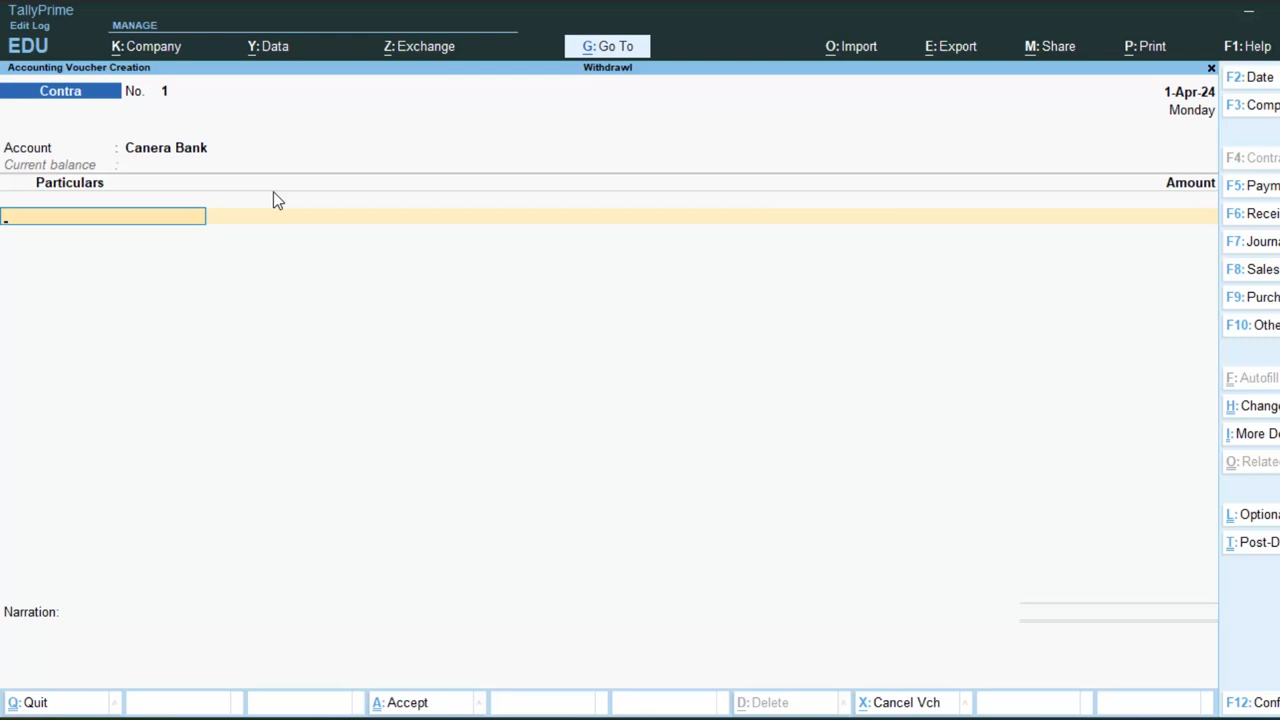 TallyPrime
Edit Log
MANAGE
EDU
K: Company
Y: Data
Z: Exchange
G: Go To
O: Import
E: Export
M: Share
P: Print
F1: Help
Accounting Voucher Creation
Withdrawl
Contra No. 1
1-Apr-24
Monday
Account : Canera Bank
Current balance :
Particulars
Amount
Narration:
F2: Date
F3: Comp
F4: Contra
F5: Paym
F6: Recei
F7: Journa
F8: Sales
F9: Purch
F10: Othe
F: Autofill
H: Change
I: More De
O: Related
L: Optiona
T: Post-D
F12: Conf
Q: Quit
A: Accept
D: Delete
X: Cancel Vch